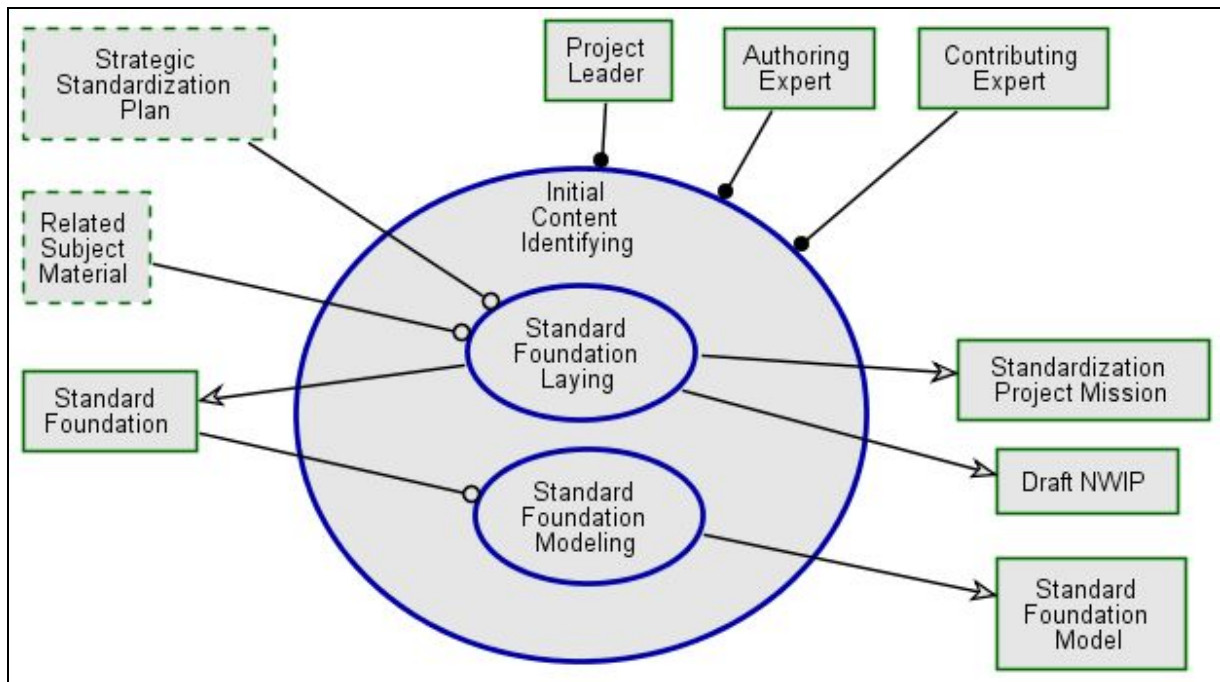 Strategic
Standardization
Plan
Project
Leader
Authoring
Expert
Contributing
Expert
Initial
Content
Identifying
Related
Subject
Material
Standard
Foundation
Laying
Standard
Foundation
Standardization
Project Mission
Draft NWIP
Standard
Foundation
Modeling
Standard
Foundation
Model